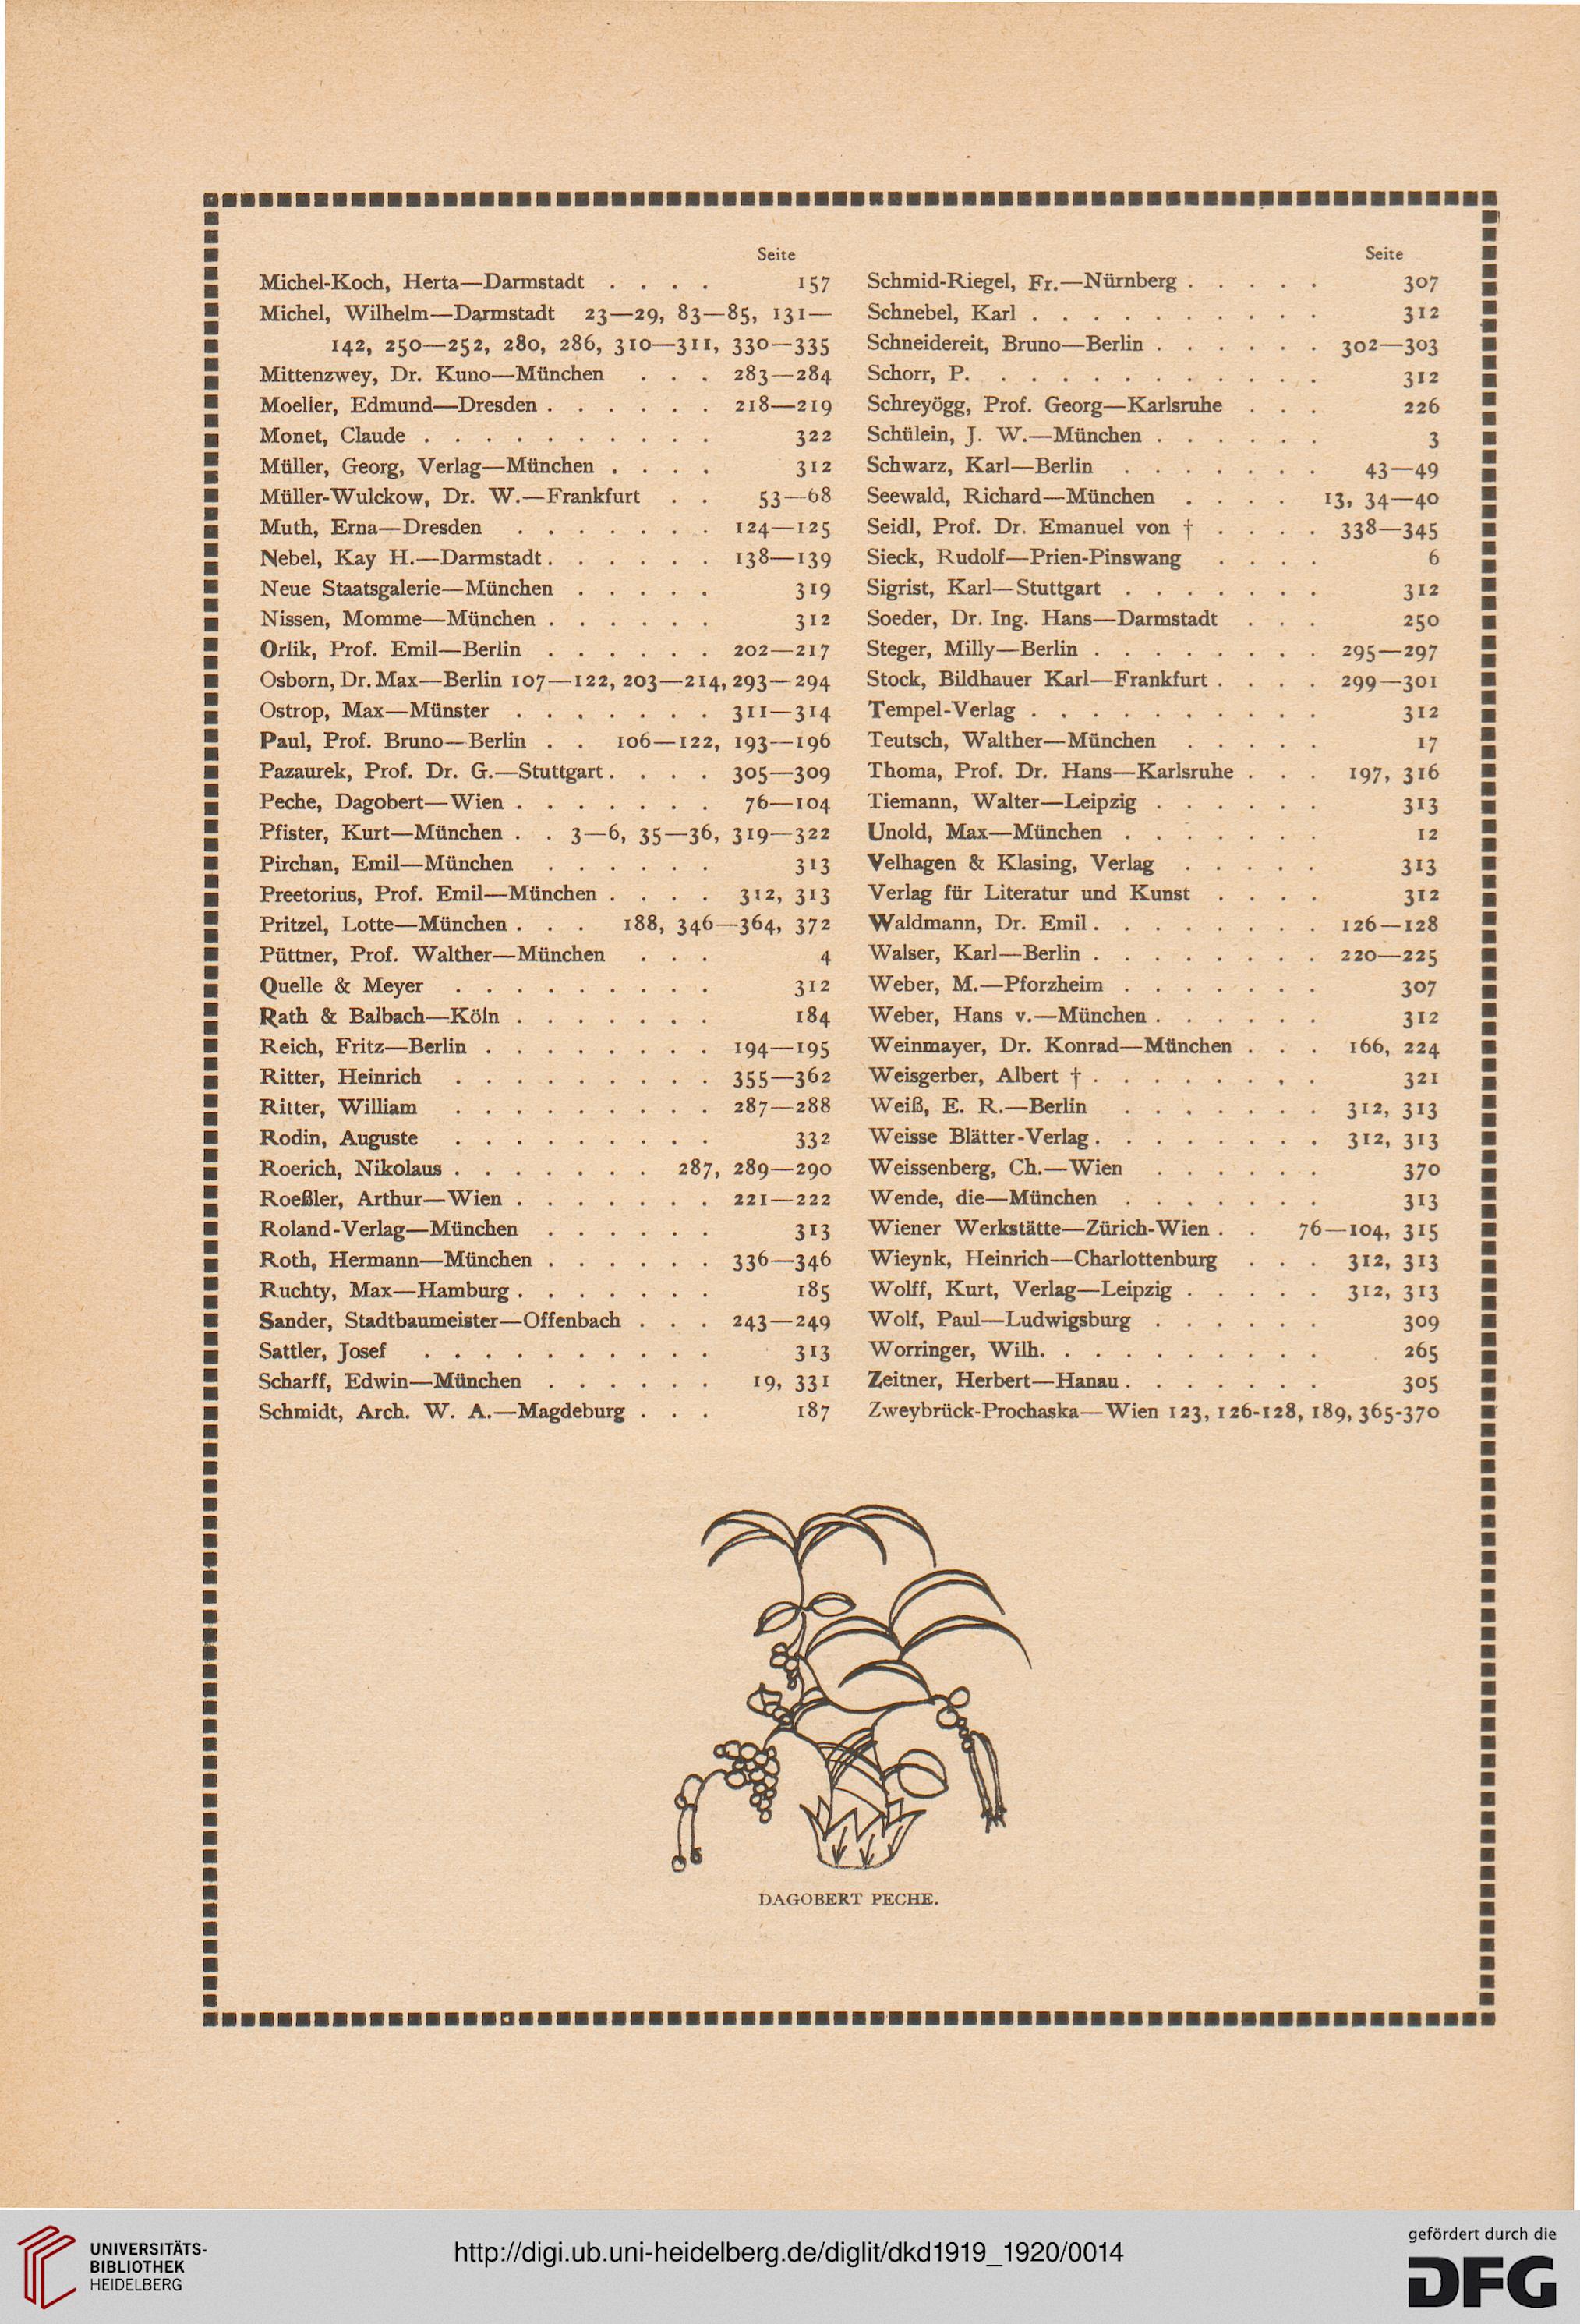 Seite
Michel-Koch, Herta—Darmstadt . . . . 157
Michel, Wilhelm—Darmstadt 23—29, 83—85, 131—
142, 250—252, 280, 286, 310—311, 330—335
Mittenzwey, Dr. Kuno—München . . . 283—284
Moeller, Edmund—Dresden . . . . . . 218—219
Monet, Claude . . . . . . . . . . 322
Müller, Georg, Verlag—München . . . . 312
Müller-Wulckow, Dr. W.—Frankfurt . . 53—68
Muth, Erna—Dresden . . . . . . . 124—125
Nebel, Kay H.—Darmstadt . . . . . . 138—139
Neue Staatsgalerie—München . . . . . 319
Nissen, Momme—München . . . . . . 312
Orlik, Prof. Emil—Berlin . . . . . . 202—217
Osborn, Dr. Max—Berlin 107—122, 203—214, 293—294
Ostrop, Max—Münster . . . . . . . 311—314
Paul, Prof. Bruno—Berlin . . 106—122, 193—196
Pazaurek, Prof. Dr. G.—Stuttgart . . . . 305—309
Peche, Dagobert—Wien . . . . . . . 76—104
Pfister, Kurt—München . . 3—6, 35—36, 319—322
Pirchan, Emil—München . . . . . . 313
Preetorius, Prof. Emil—München . . . . 312, 313
Pritzel, Lotte—München . . . 188, 346—364, 372
Püttner, Prof. Walther—München . . . 4
Quelle & Meyer . . . . . . . . . 312
Rath & Balbach—Köln . . . . . . . 184
Reich, Fritz—Berlin . . . . . . . . 194—195
Ritter, Heinrich . . . . . . . . . 355—362
Ritter, William . . . . . . . . . 287—288
Rodin, Auguste . . . . . . . . . 332
Roerich, Nikolaus . . . . . . . 287, 289—290
Roeßler, Arthur—Wien . . . . . . . 221—222
Roland-Verlag—München . . . . . . 313
Roth, Hermann—München . . . . . . 336—346
Ruchty, Max—Hamburg . . . . . . . 185
Sander, Stadtbaumeister—Offenbach . . . 243—249
Sattler, Josef . . . . . . . . . . 313
Scharff, Edwin—München . . . . . . 19, 331
Schmidt, Arch. W. A.—Magdeburg . . . 187
Seite
Schmid-Riegel, Fr.—Nürnberg . . . . . 307
Schnebel, Karl . . . . . . . . . . 312
Schneidereit, Bruno—Berlin . . . . . . 302—303
Schorr, P. . . . . . . . . . . . 312
Schreyögg, Prof. Georg—Karlsruhe . . . 226
Schülein, J. W.—München . . . . . . 3
Schwarz, Karl—Berlin . . . . . . . 43—49
Seewald, Richard—München . . . . 13, 34—40
Seidl, Prof. Dr. Emanuel von † . . . . 338—345
Sieck, Rudolf—Prien-Pinswang . . . . 6
Sigrist, Karl—Stuttgart . . . . . . . 312
Soeder, Dr. Ing. Hans—Darmstadt . . . 250
Steger, Milly—Berlin . . . . . . . . 295—297
Stock, Bildhauer Karl—Frankfurt . . . . 299—301
Tempel-Verlag . . . . . . . . . . 312
Teutsch, Walther—München . . . . . 17
Thoma, Prof. Dr. Hans—Karlsruhe . . . 197, 316
Tiemann, Walter—Leipzig . . . . . . 313
Unold, Max—München . . . . . . . 12
Velhagen & Klasing, Verlag . . . . . 313
Verlag für Literatur und Kunst . . . . 312
Waldmann, Dr. Emil . . . . . . . . 126—128
Walser, Karl—Berlin . . . . . . . . 220—225
Weber, M.—Pforzheim . . . . . . . 307
Weber, Hans v.—München . . . . . . 312
Weinmayer, Dr. Konrad—München . . . 166, 224
Weisgerber, Albert † . . . . . . . . 321
Weiß, E. R.—Berlin . . . . . . . 312, 313
Weisse Blätter-Verlag . . . . . . . . 312, 313
Weissenberg, Ch.—Wien . . . . . . 370
Wende, die—München . . . . . . . 313
Wiener Werkstätte—Zürich-Wien . . 76—104, 315
Wieynk, Heinrich—Charlottenburg . . . 312, 313
Wolff, Kurt, Verlag—Leipzig . . . . . 312, 313
Wolf, Paul—Ludwigsburg . . . . . . 309
Worringer, Wilh. . . . . . . . . . 265
Zeitner, Herbert—Hanau . . . . . . . 305
Zweybrück-Prochaska—Wien 123, 126-128, 189, 365-370
DAGOBERT PECHE.
UNIVERSITÄTS-
BIBLIOTHEK
HEIDELBERG
http://digi.ub.uni-heidelberg.de/diglit/dkd1919_1920/0014
gefördert durch die
DFG